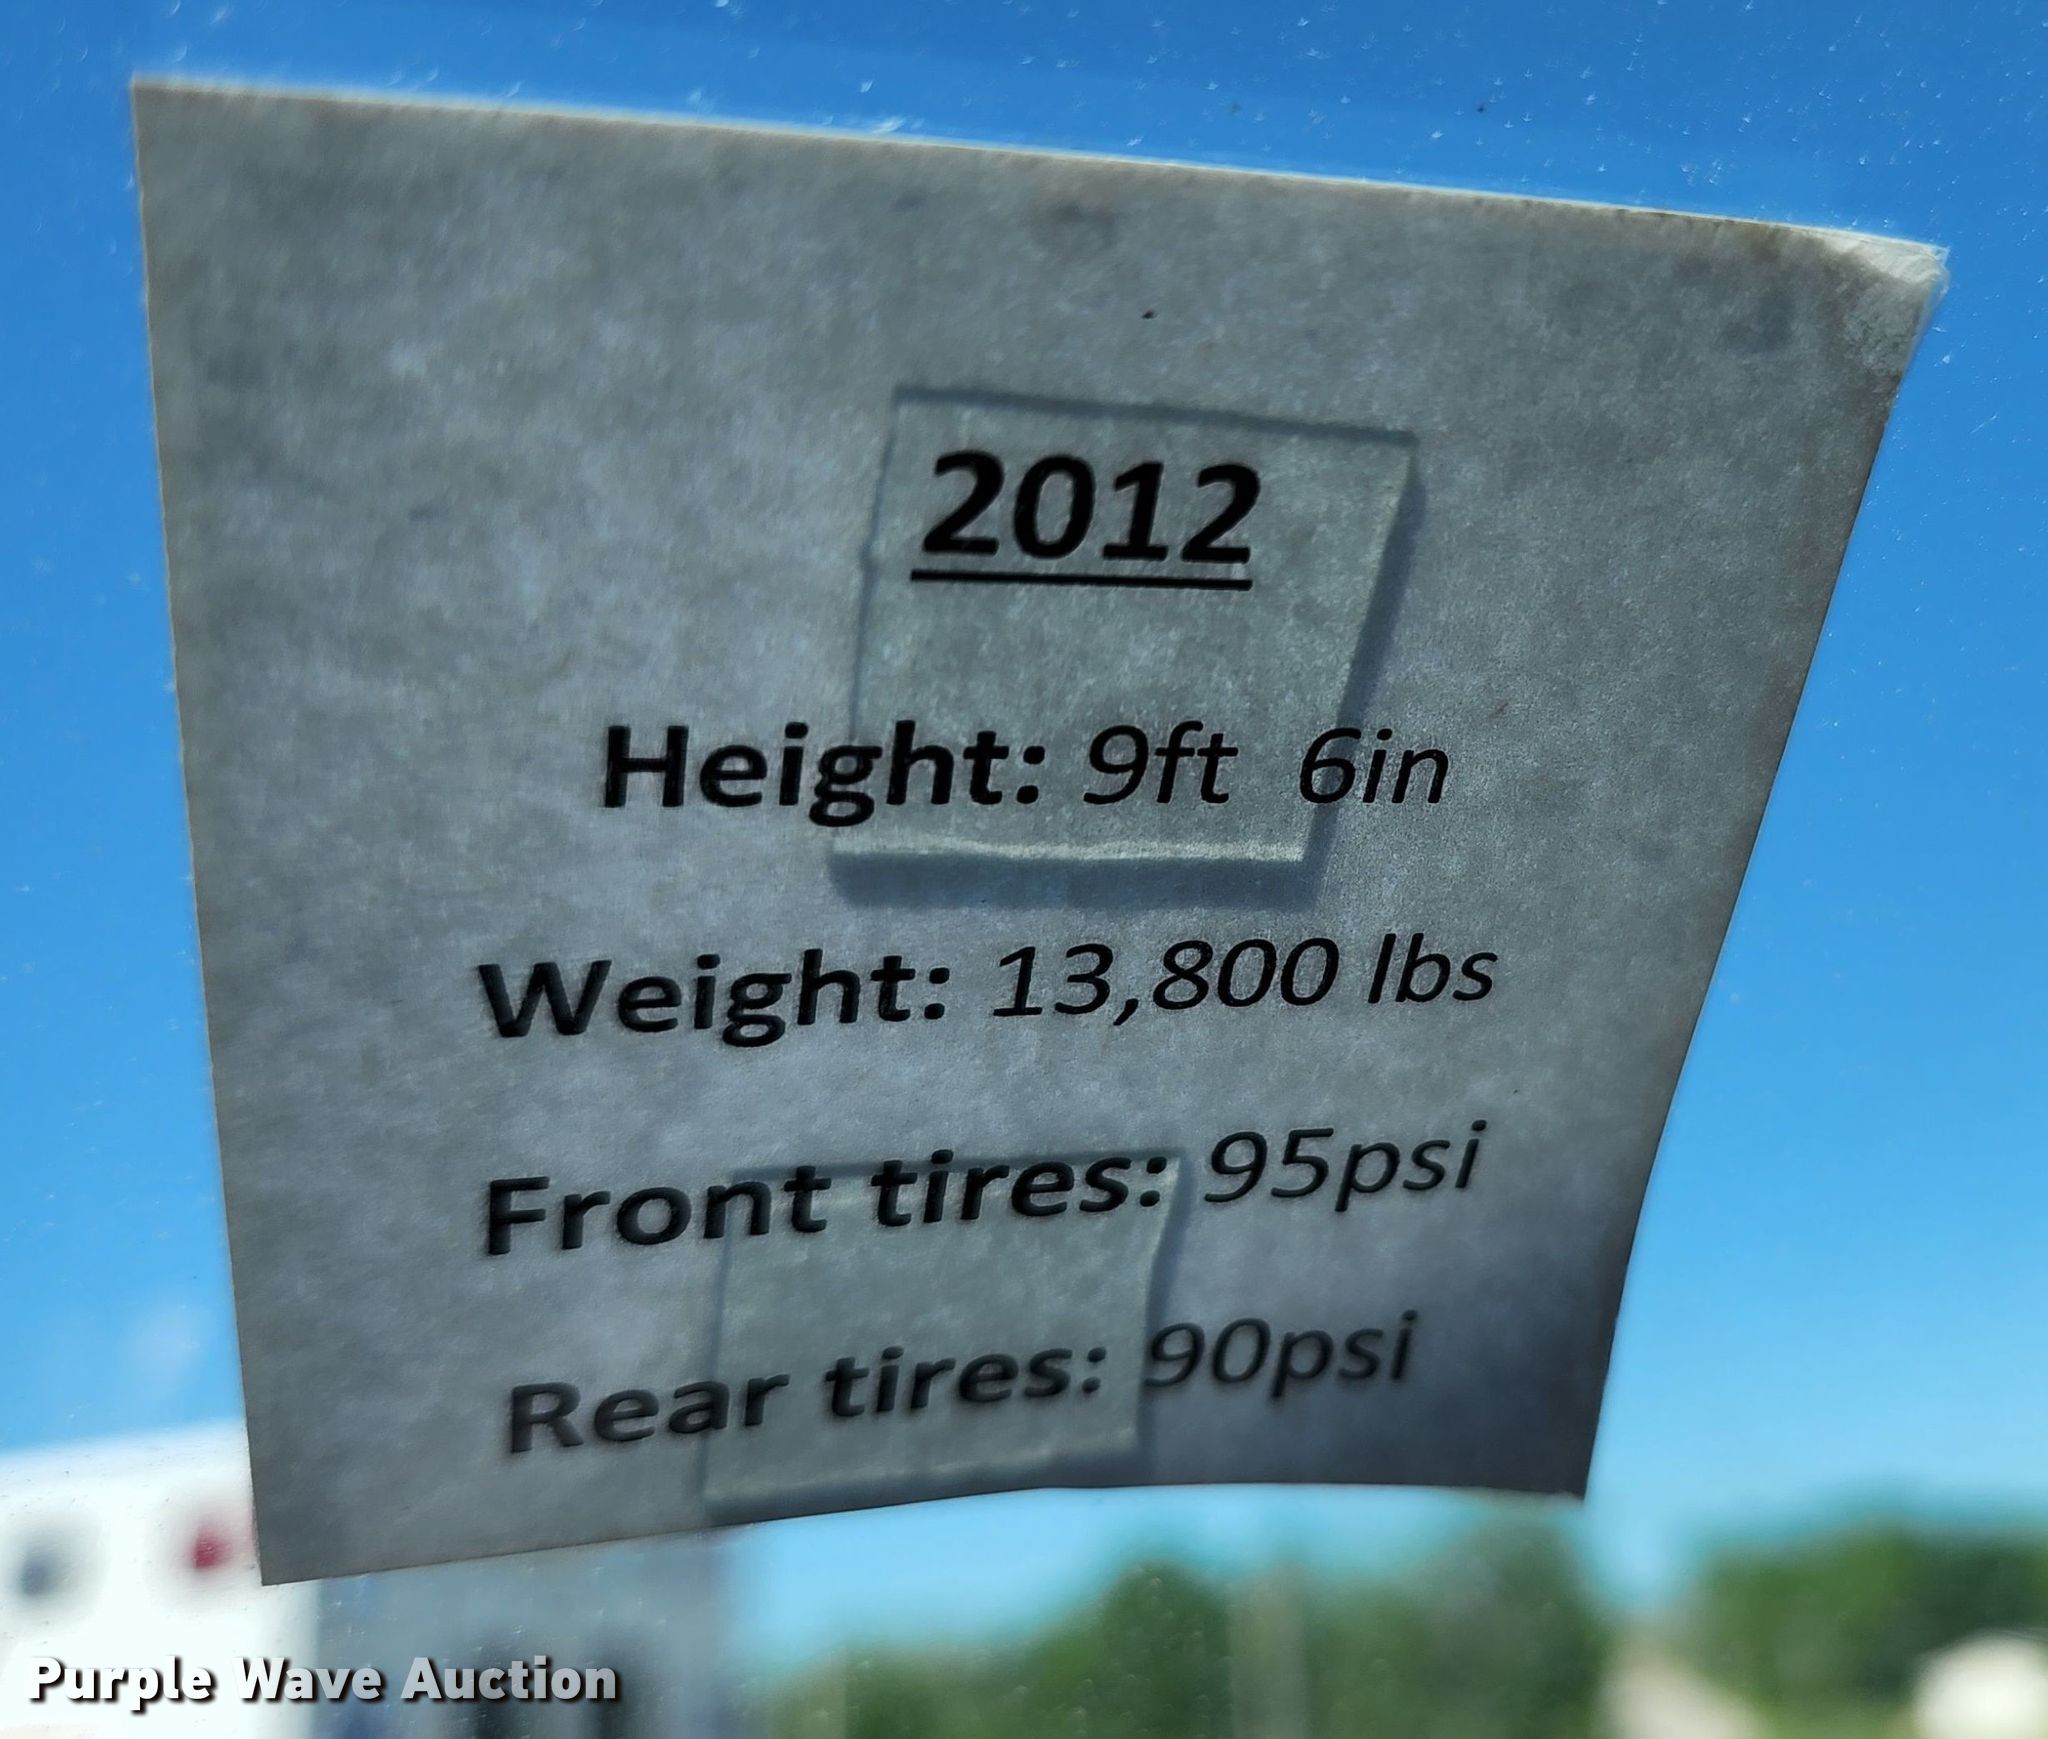 2012
Height: 9ft 6in
Weight: 13,800 lbs
Front tires: 95psi
Rear tires: 90psi
Purple Wave Auction